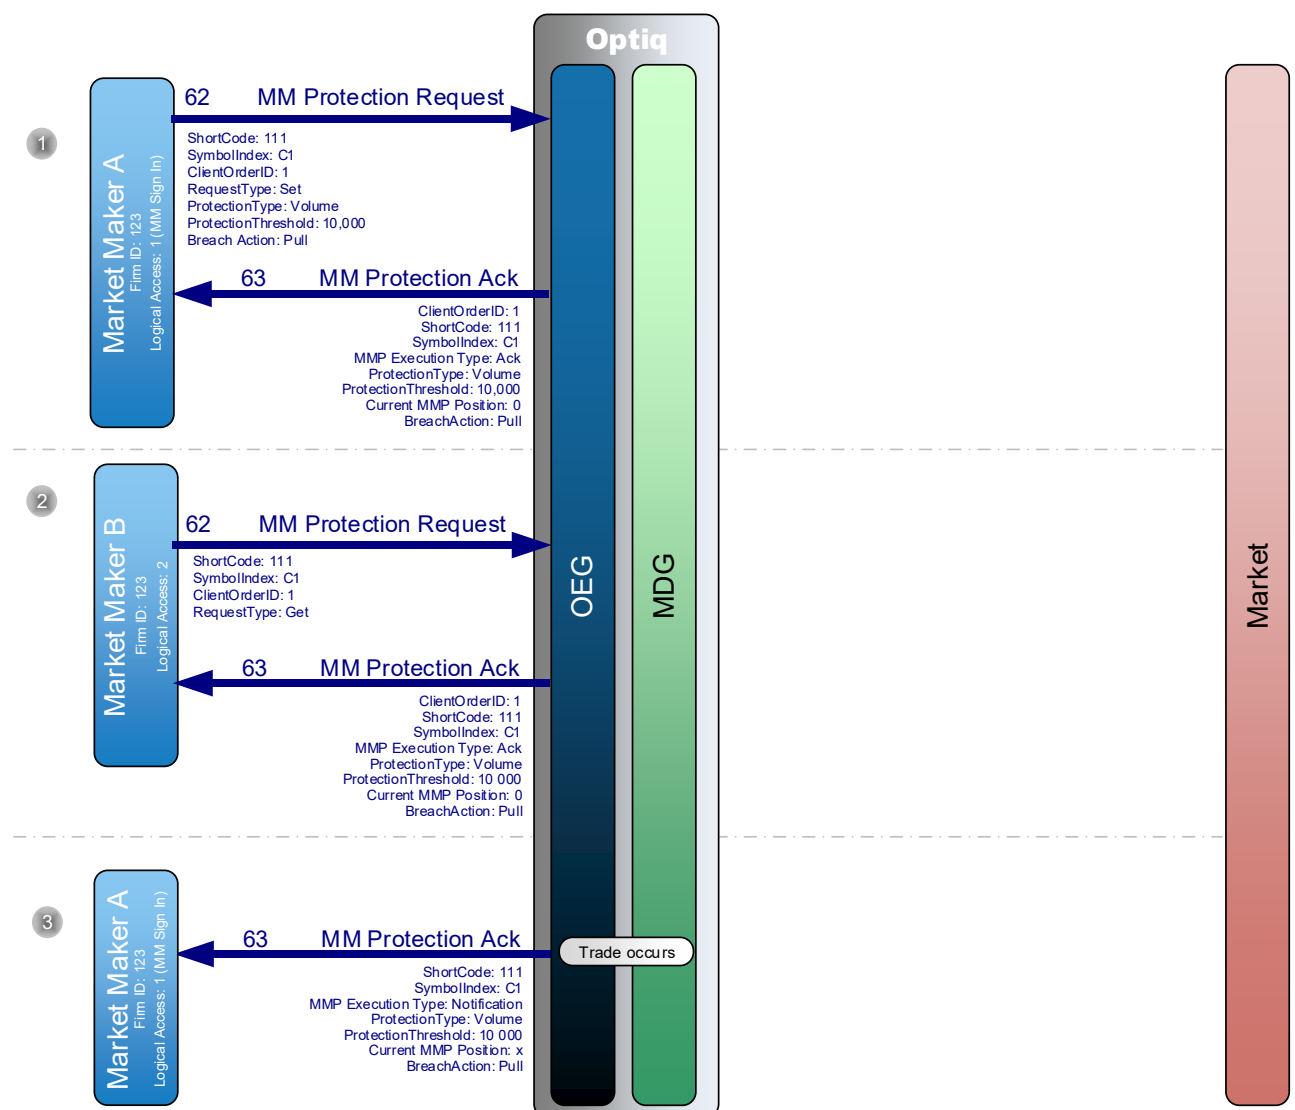 Optiq
1
Market Maker A
Firm ID: 123
Logical Access: 1 (MM Sign In)
62 MM Protection Request
ShortCode: 111
SymbolIndex: C1
ClientOrderID: 1
RequestType: Set
ProtectionType: Volume
ProtectionThreshold: 10,000
Breach Action: Pull
63 MM Protection Ack
ClientOrderID: 1
ShortCode: 111
SymbolIndex: C1
MMP Execution Type: Ack
ProtectionType: Volume
ProtectionThreshold: 10,000
Current MMP Position: 0
BreachAction: Pull
2
Market Maker B
Firm ID: 123
Logical Access: 2
62 MM Protection Request
ShortCode: 111
SymbolIndex: C1
ClientOrderID: 1
RequestType: Get
OEG
MDG
Market
63 MM Protection Ack
ClientOrderID: 1
ShortCode: 111
SymbolIndex: C1
MMP Execution Type: Ack
ProtectionType: Volume
ProtectionThreshold: 10 000
Current MMP Position: 0
BreachAction: Pull
3
Market Maker A
Firm ID: 123
Logical Access: 1 (MM Sign In)
63 MM Protection Ack
Trade occurs
ShortCode: 111
SymbolIndex: C1
MMP Execution Type: Notification
ProtectionType: Volume
ProtectionThreshold: 10 000
Current MMP Position: x
BreachAction: Pull